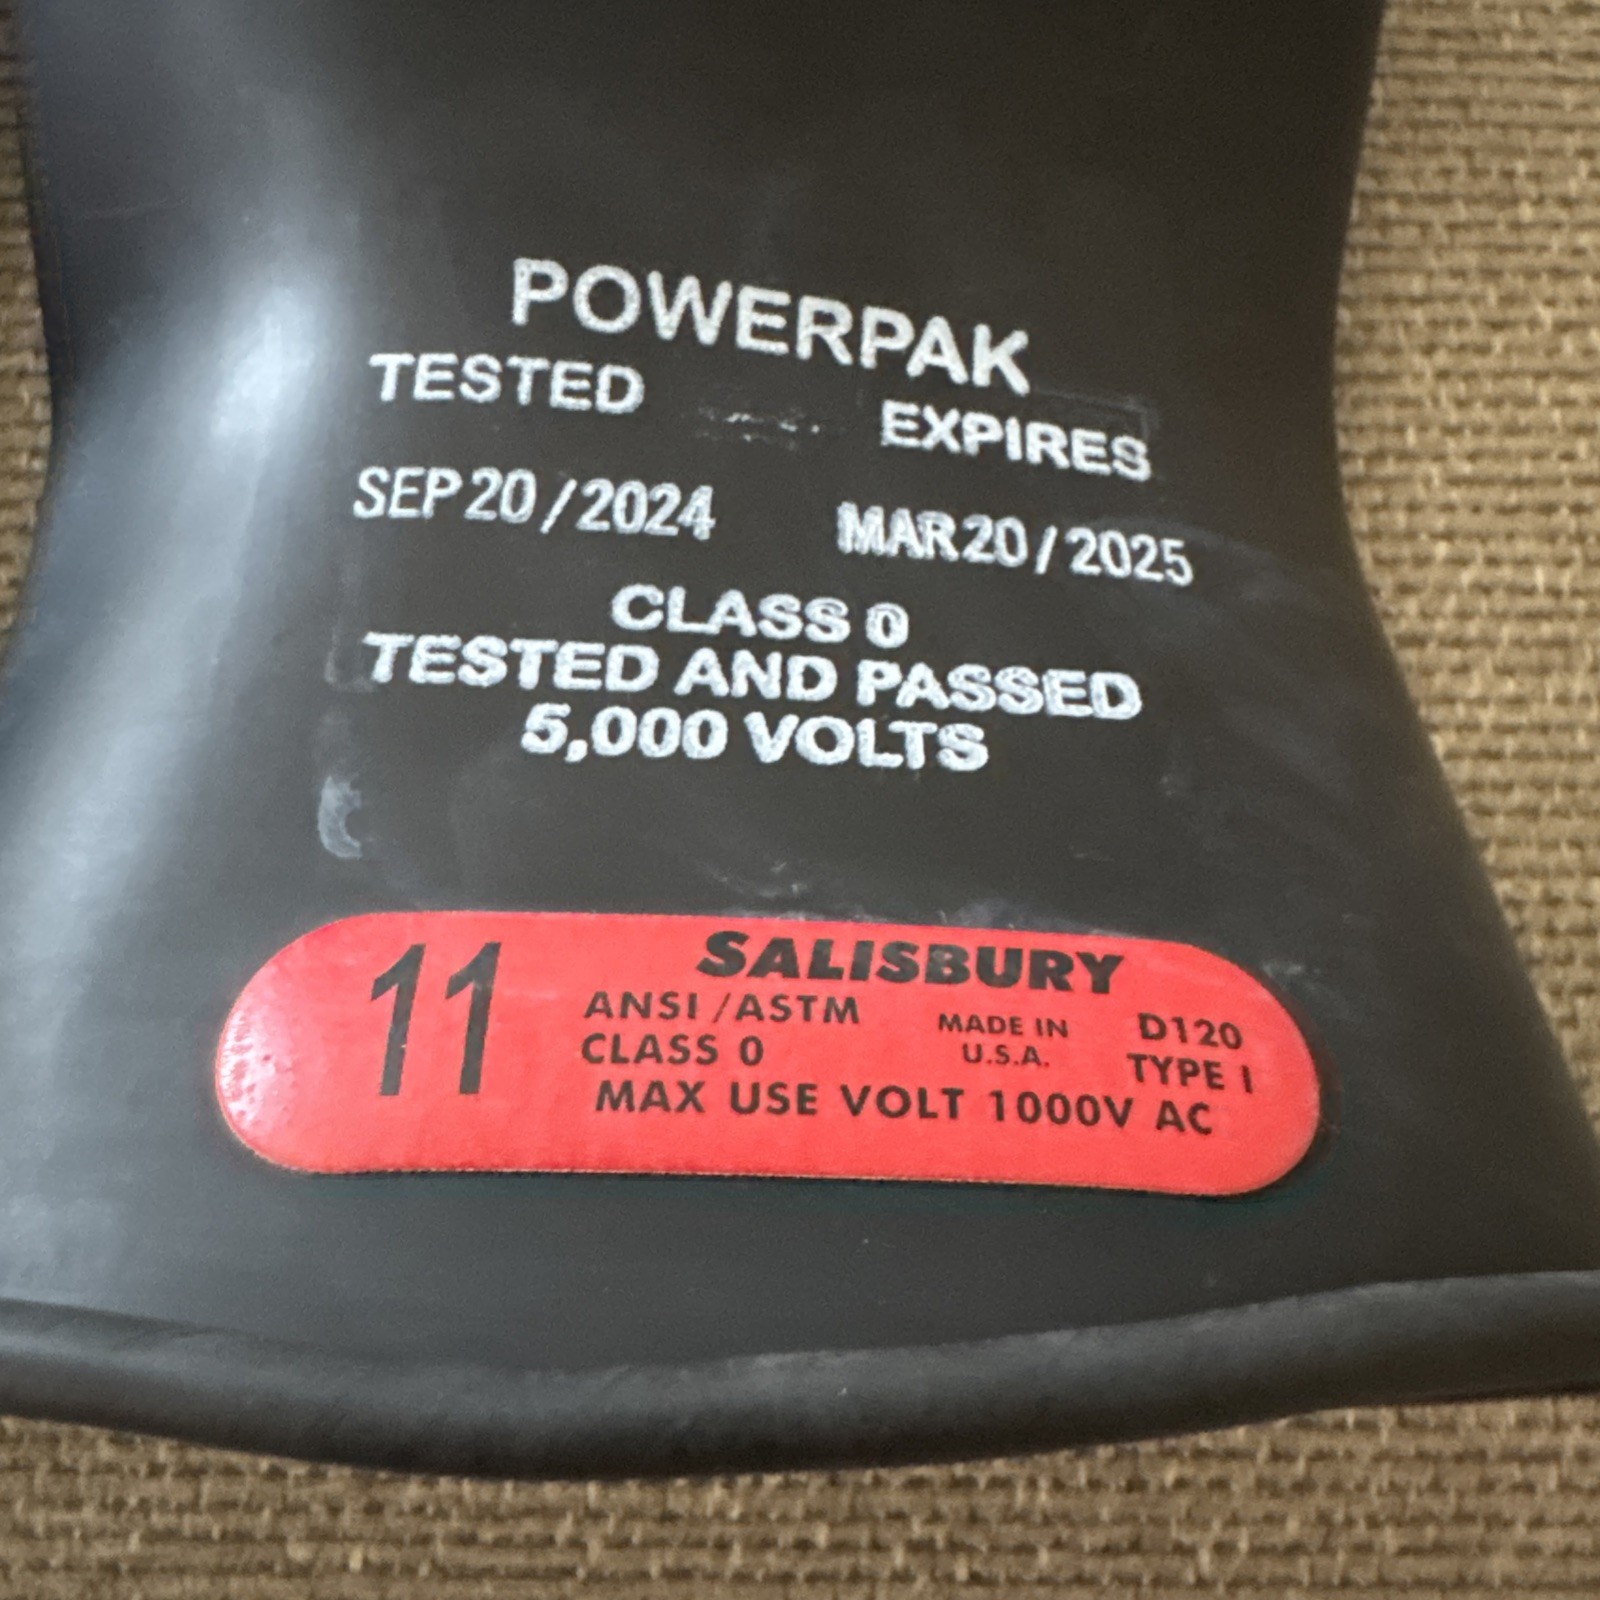 POWERPAK
TESTED EXPIRES
SEP 20/2024 MAR 20/2025
CLASS 0
TESTED AND PASSED
5,000 VOLTS
11
SALISBURY
ANSI/ASTM MADE IN D120
CLASS 0 U.S.A. TYPE I
MAX USE VOLT 1000V AC